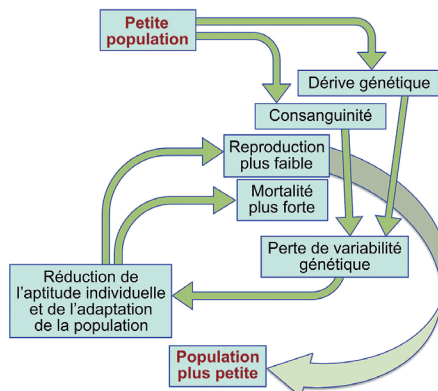 Petite
population
Dérive génétique
Consanguinité
Reproduction
plus faible
Mortalité
plus forte
Perte de variabilité
génétique
Réduction de
l'aptitude individuelle
et de l'adaptation
de la population
Population
plus petite